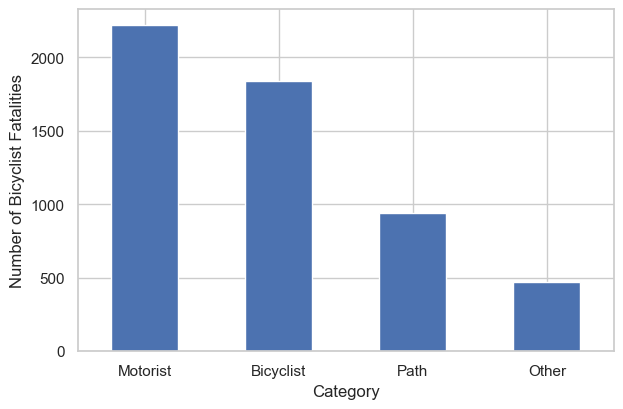 Number of Bicyclist Fatalities
2000
1500
1000
500
0
Motorist Bicyclist Path Other
Category